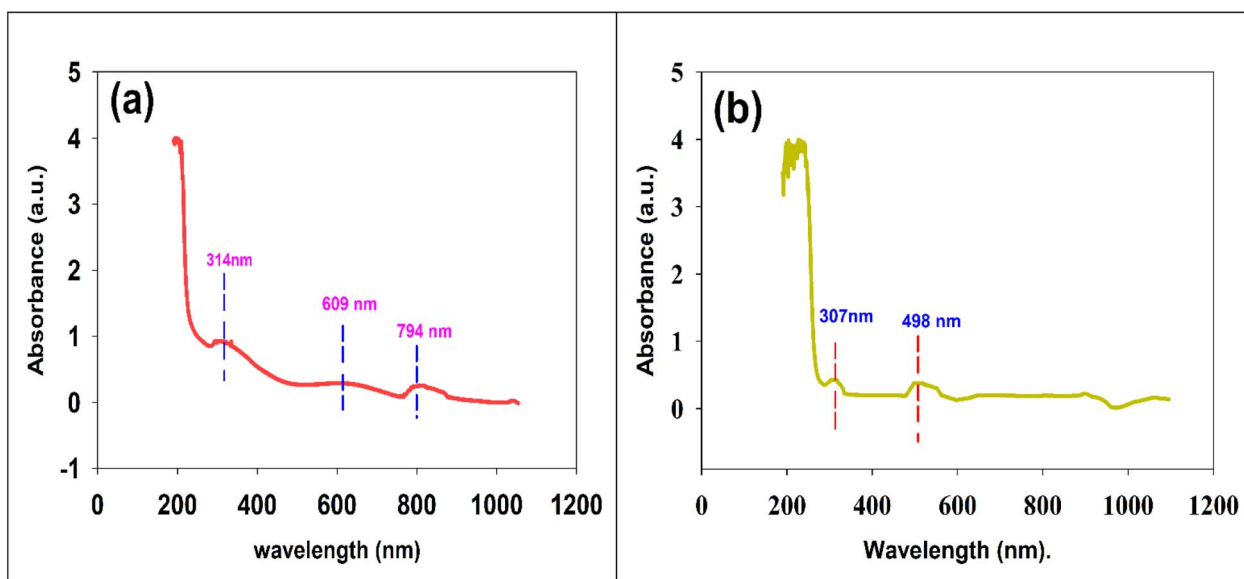 (a)
5
4
3
2
1
0
-1
Absorbance (a.u.)
314nm
609 nm
794 nm
0 200 400 600 800 1000 1200
wavelength (nm)
(b)
5
4
3
2
1
0
Absorbance (a.u.)
307nm
498 nm
0 200 400 600 800 1000 1200
Wavelength (nm).